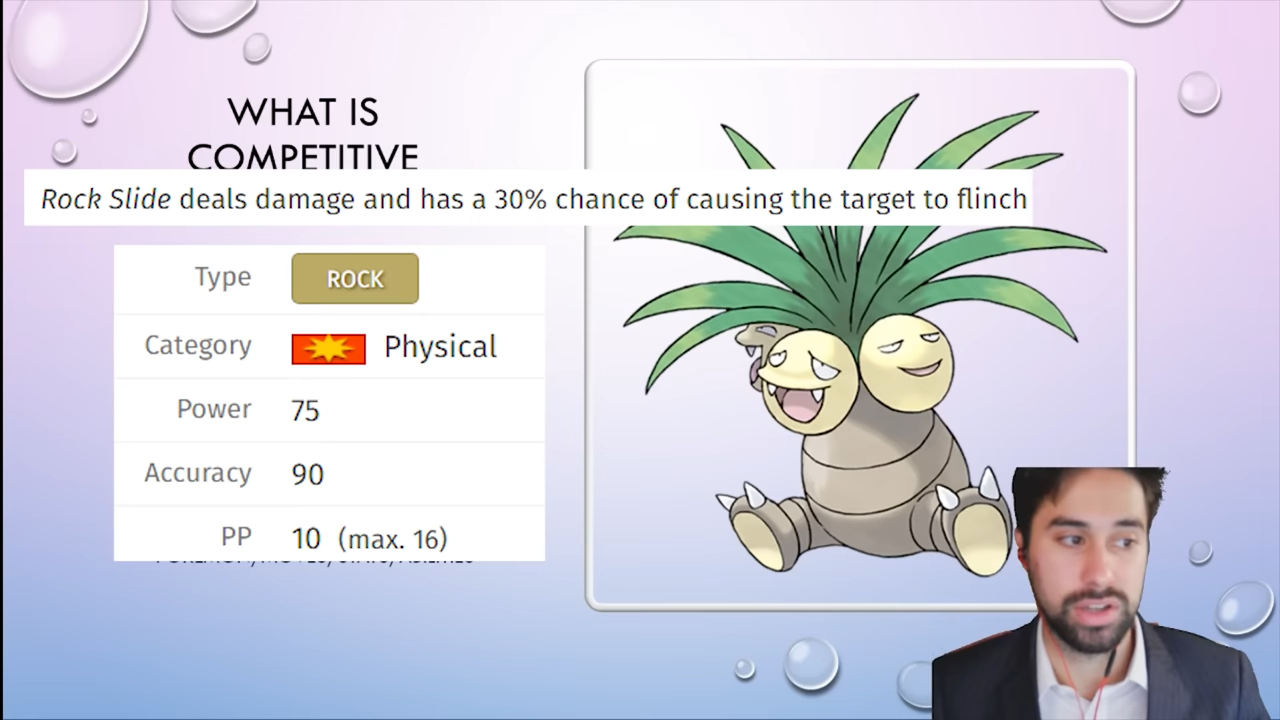 WHAT IS
COMPETITIVE
Rock Slide deals damage and has a 30% chance of causing the target to flinch
Type ROCK
Category Physical
Power 75
Accuracy 90
PP 10 (max. 16)